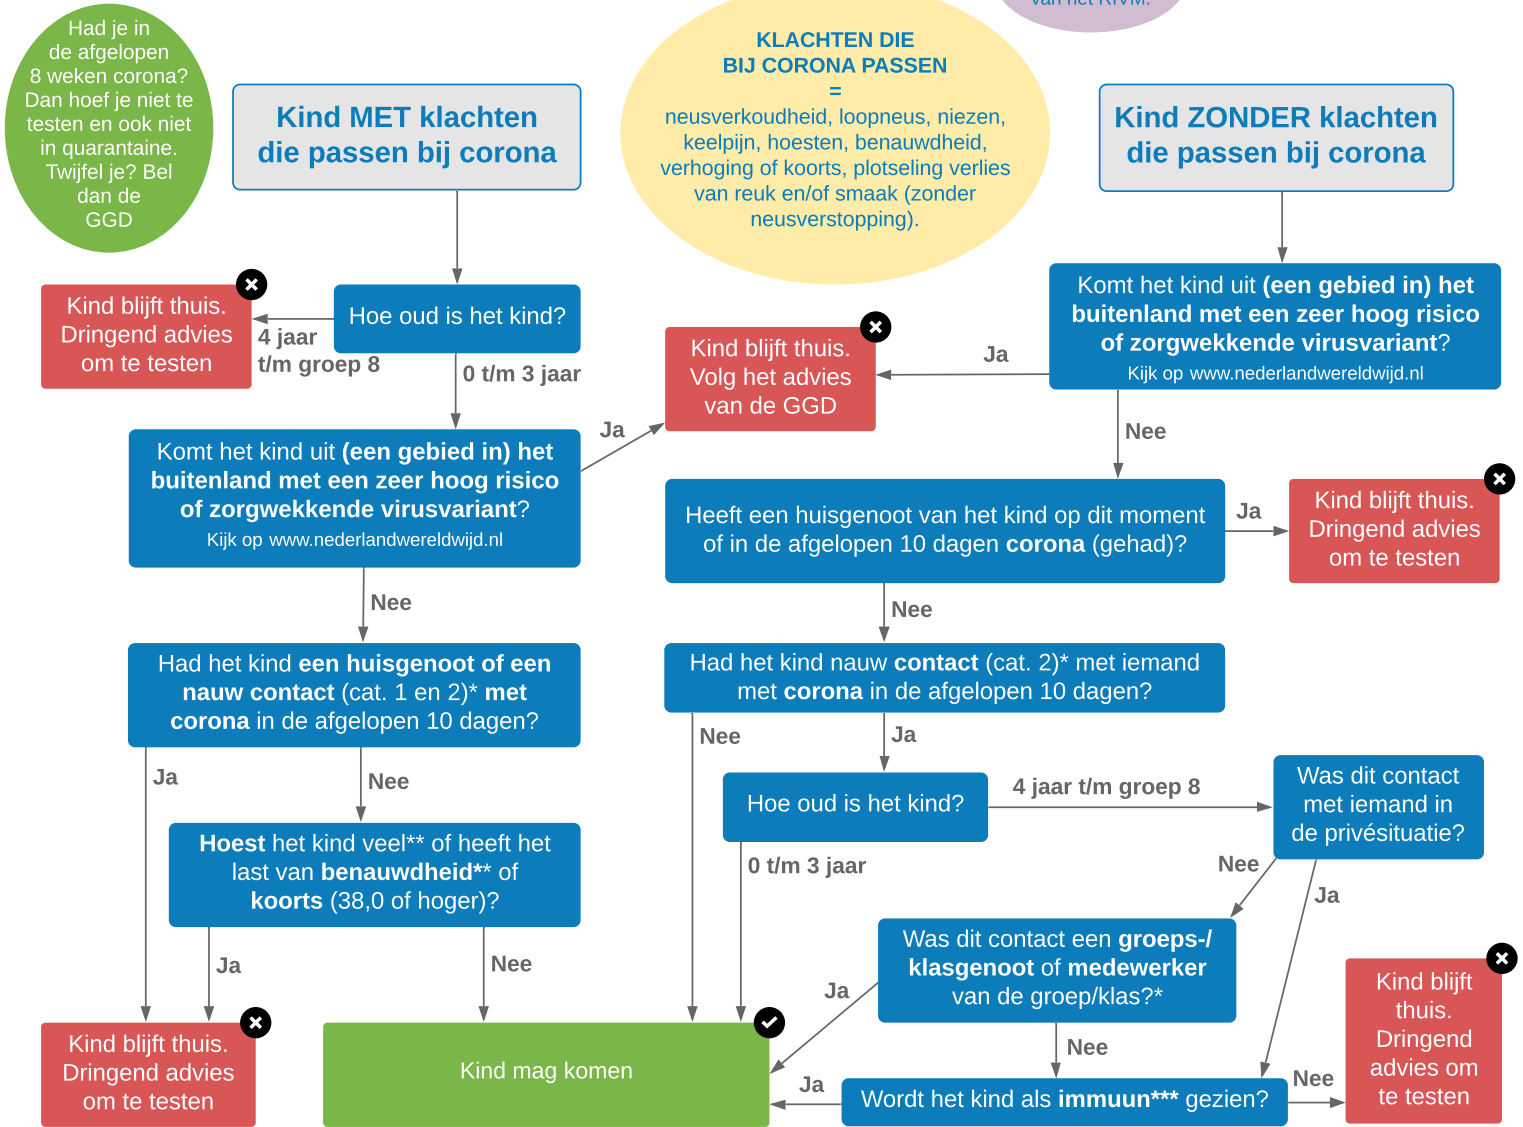 van het RIVM.
Had je in
de afgelopen
8 weken corona?
Dan hoef je niet te
testen en ook niet
in quarantaine.
Twijfel je? Bel
dan de
GGD
Kind MET klachten
die passen bij corona
KLACHTEN DIE
BIJ CORONA PASSEN
=
neusverkoudheid, loopneus, niezen,
keelpijn, hoesten, benauwdheid,
verhoging of koorts, plotseling verlies
van reuk en/of smaak (zonder
neusverstopping).
Kind ZONDER klachten
die passen bij corona
Kind blijft thuis.
Dringend advies
om te testen
4 jaar
t/m groep 8
Hoe oud is het kind?
0 t/m 3 jaar
Komt het kind uit (een gebied in) het
buitenland met een zeer hoog risico
of zorgwekkende virusvariant?
Kijk op www.nederlandwereldwijd.nl
Ja
Nee
Had het kind een huisgenoot of een
nauw contact (cat. 1 en 2)* met
corona in de afgelopen 10 dagen?
Ja
Nee
Hoest het kind veel** of heeft het
last van benauwdheid** of
koorts (38,0 of hoger)?
Ja
Nee
Kind blijft thuis.
Dringend advies
om te testen
Kind mag komen
Kind blijft thuis.
Volg het advies
van de GGD
Ja
Komt het kind uit (een gebied in) het
buitenland met een zeer hoog risico
of zorgwekkende virusvariant?
Kijk op www.nederlandwereldwijd.nl
Nee
Heeft een huisgenoot van het kind op dit moment
of in de afgelopen 10 dagen corona (gehad)?
Ja
Kind blijft thuis.
Dringend advies
om te testen
Nee
Had het kind nauw contact (cat. 2)* met iemand
met corona in de afgelopen 10 dagen?
Nee
Ja
Hoe oud is het kind?
4 jaar t/m groep 8
0 t/m 3 jaar
Was dit contact
met iemand in
de privésituatie?
Nee
Ja
Was dit contact een groeps-/
klasgenoot of medewerker
van de groep/klas?*
Ja
Nee
Wordt het kind als immuun*** gezien?
Ja
Nee
Kind blijft
thuis.
Dringend
advies om
te testen